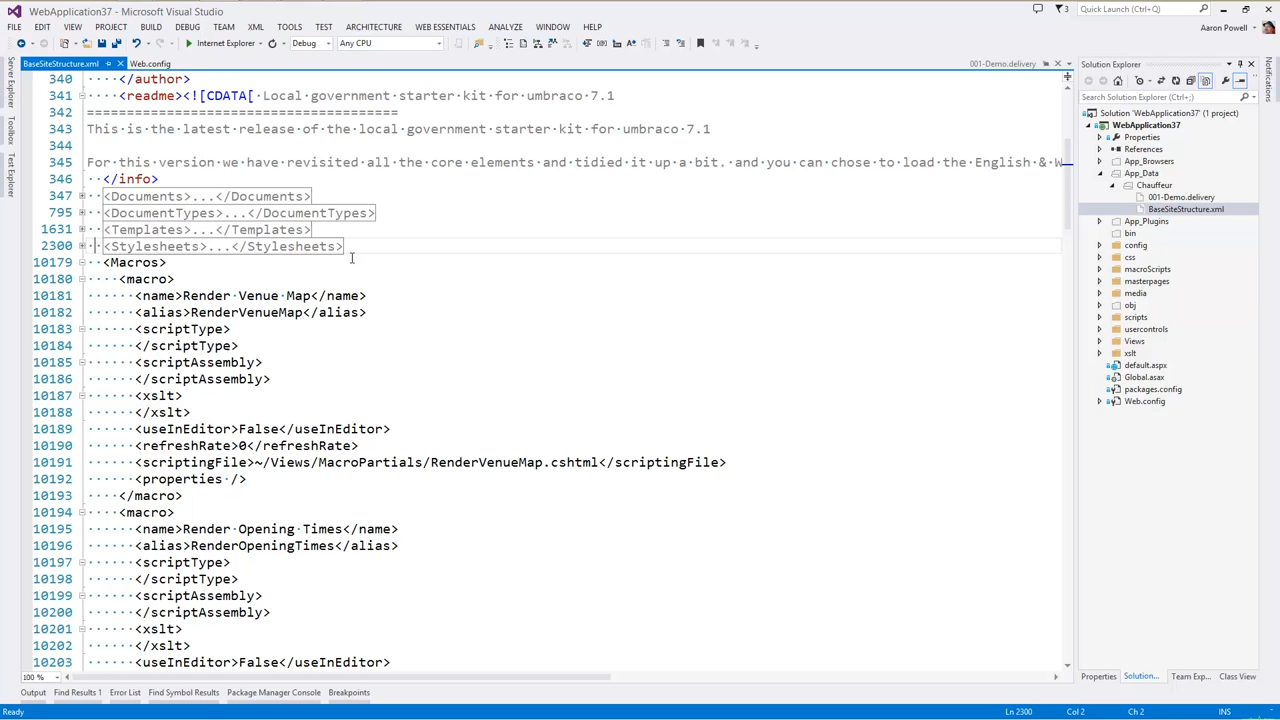 WebApplication37 - Microsoft Visual Studio
3
Quick Launch (Ctrl+Q)
FILE EDIT VIEW PROJECT BUILD DEBUG TEAM XML TOOLS TEST ARCHITECTURE WEB ESSENTIALS ANALYZE WINDOW HELP
Aaron Powell
Internet Explorer
Debug
Any CPU
Server Explorer
Toolbox
Test Explorer
BaseSiteStructure.xml
Web.config
001-Demo.delivery
340 </author>
341 <readme><![CDATA[ Local government starter kit for umbraco 7.1
342 =======================================
343 This is the latest release of the local government starter kit for umbraco 7.1
344
345 For this version we have revisited all the core elements and tidied it up a bit. and you can chose to load the English & W
346 </info>
347 <Documents>...</Documents>
795 <DocumentTypes>...</DocumentTypes>
1631 <Templates>...</Templates>
2300 <Stylesheets>...</Stylesheets>
10179 <Macros>
10180 <macro>
10181 <name>Render Venue Map</name>
10182 <alias>RenderVenueMap</alias>
10183 <scriptType>
10184 </scriptType>
10185 <scriptAssembly>
10186 </scriptAssembly>
10187 <xslt>
10188 </xslt>
10189 <useInEditor>False</useInEditor>
10190 <refreshRate>0</refreshRate>
10191 <scriptingFile>~/Views/MacroPartials/RenderVenueMap.cshtml</scriptingFile>
10192 <properties />
10193 </macro>
10194 <macro>
10195 <name>Render Opening Times</name>
10196 <alias>RenderOpeningTimes</alias>
10197 <scriptType>
10198 </scriptType>
10199 <scriptAssembly>
10200 </scriptAssembly>
10201 <xslt>
10202 </xslt>
10203 <useInEditor>False</useInEditor>
100 %
Solution Explorer
Search Solution Explorer (Ctrl+;)
Solution 'WebApplication37' (1 project)
WebApplication37
Properties
References
App_Browsers
App_Data
Chauffeur
001-Demo.delivery
BaseSiteStructure.xml
App_Plugins
bin
config
css
macroScripts
masterpages
media
obj
scripts
usercontrols
Views
xslt
default.aspx
Global.asax
packages.config
Web.config
Notifications
Properties Solution... Team Exp... Class View
Output Find Results 1 Error List Find Symbol Results Package Manager Console Breakpoints
Ready
Ln 2300
Col 2
Ch 2
INS